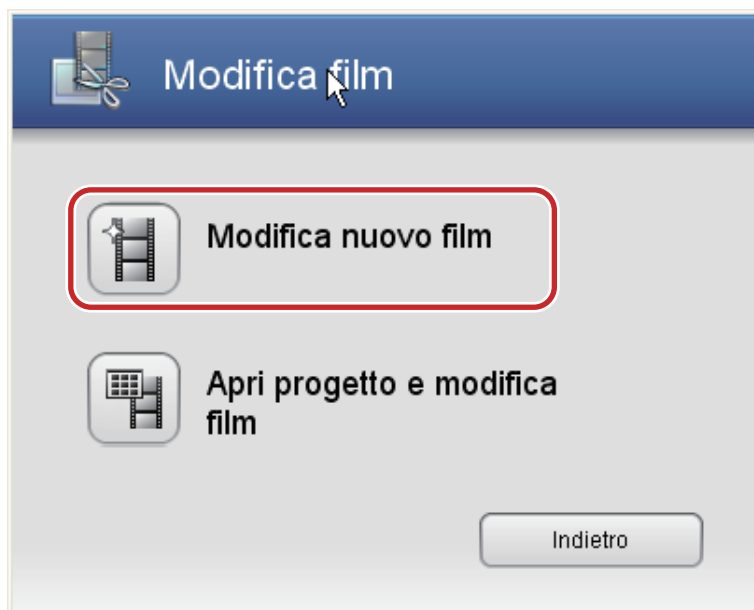 Modifica film
Modifica nuovo film
Apri progetto e modifica
film
Indietro